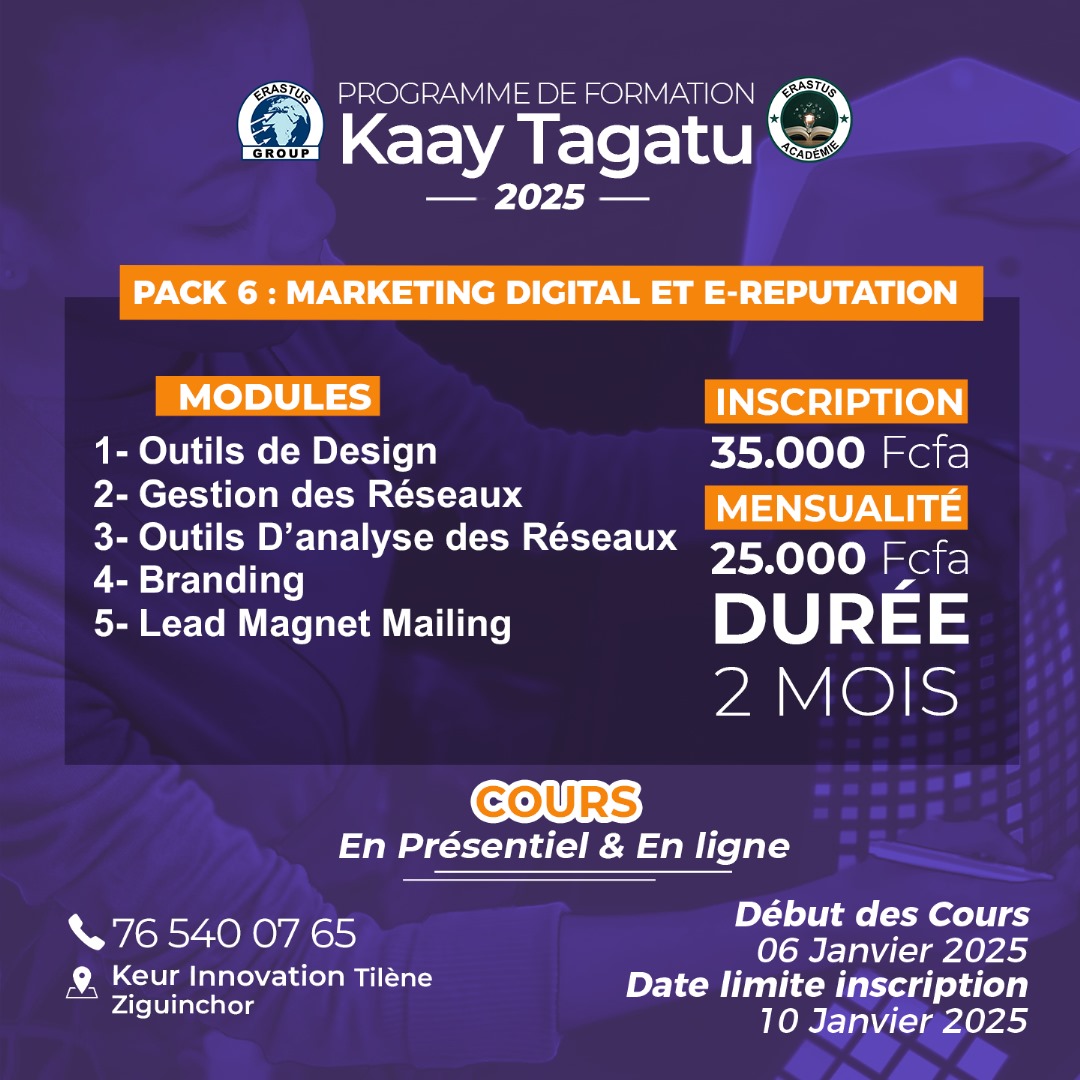 ERASTUS
GROUP
PROGRAMME DE FORMATION
Kaay Tagatu
2025
ERASTUS
ACADÉMIE
PACK 6 : MARKETING DIGITAL ET E-REPUTATION
MODULES
1- Outils de Design
2- Gestion des Réseaux
3- Outils D’analyse des Réseaux
4- Branding
5- Lead Magnet Mailing
INSCRIPTION
35.000 Fcfa
MENSUALITÉ
25.000 Fcfa
DURÉE
2 MOIS
COURS
En Présentiel & En ligne
76 540 07 65
Keur Innovation Tilène
Ziguinchor
Début des Cours
06 Janvier 2025
Date limite inscription
10 Janvier 2025